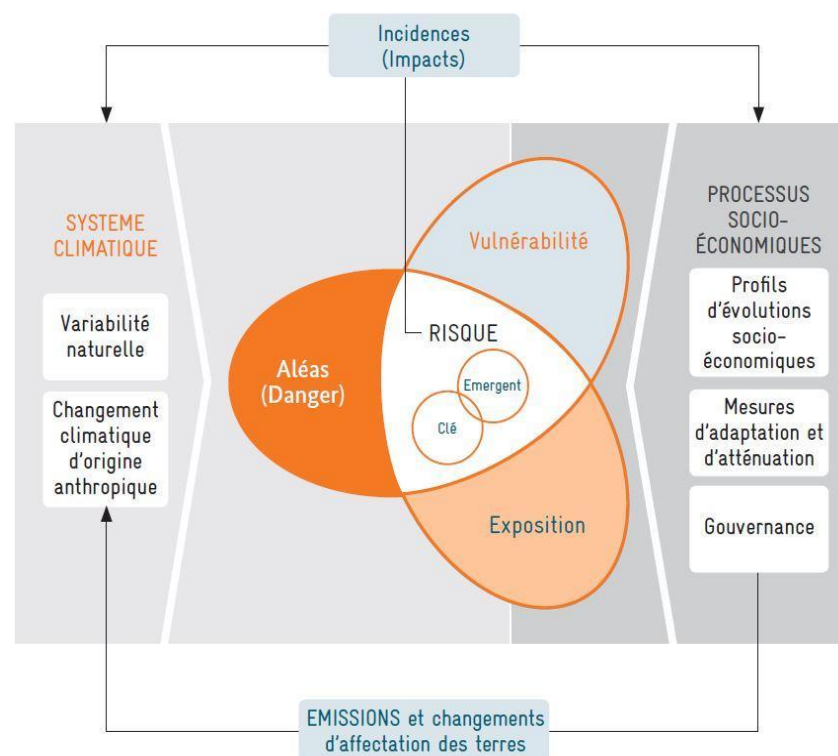 Incidences
(Impacts)
SYSTEME
CLIMATIQUE
Variabilité
naturelle
Changement
climatique
d'origine
anthropique
Aléas
(Danger)
Vulnérabilité
RISQUE
Emergent
Clé
Exposition
PROCESSUS
SOCIO-
ÉCONOMIQUES
Profils
d'évolutions
socio-
économiques
Mesures
d'adaptation et
d'atténuation
Gouvernance
EMISSIONS et changements
d'affectation des terres